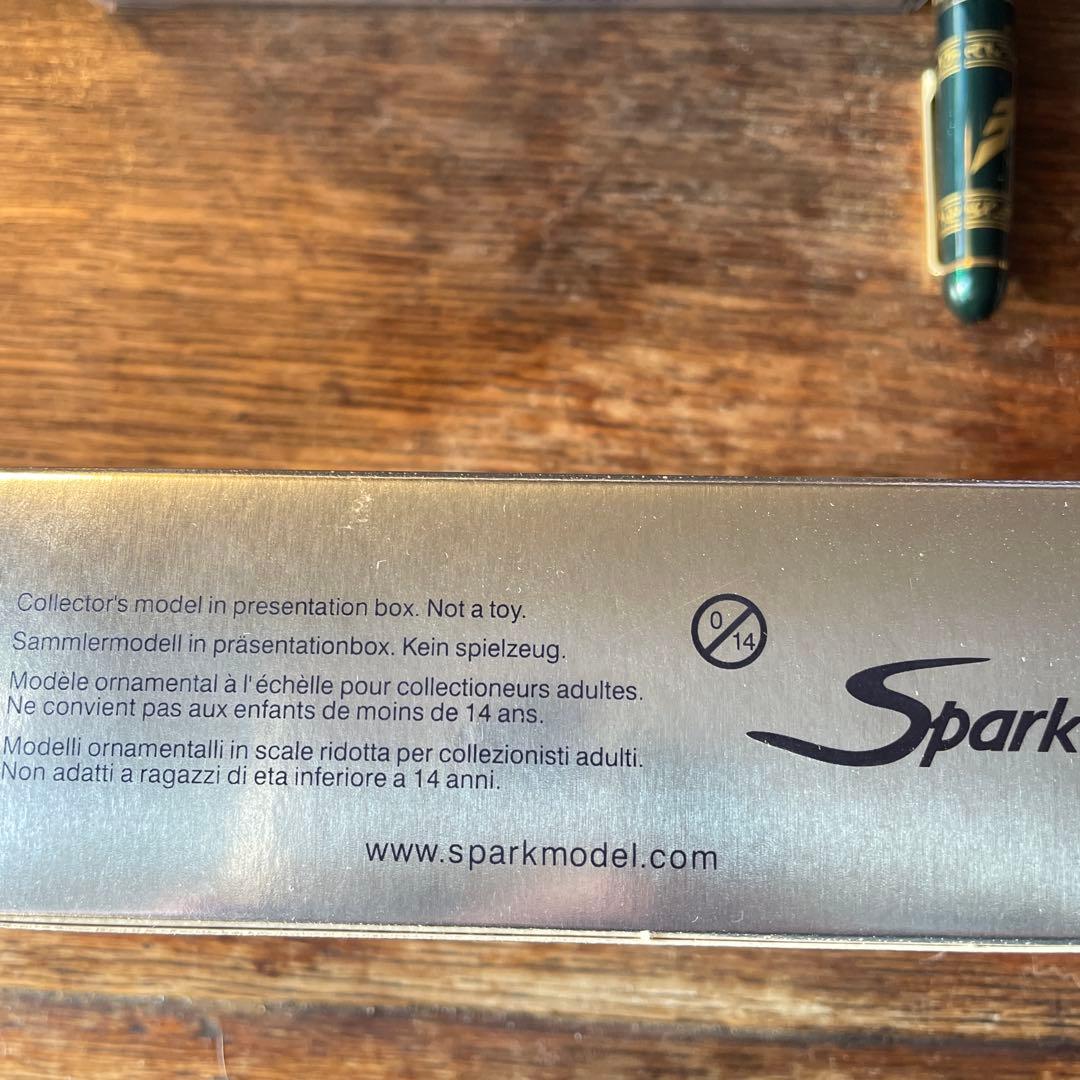 Collector's model in presentation box. Not a toy.
Sammlermodell in präsentationbox. Kein spielzeug.
Modèle ornamental à l'échèlle pour collectioneurs adultes.
Ne convient pas aux enfants de moins de 14 ans.
Modelli ornamentalli in scale ridotta per collezionisti adulti.
Non adatti a ragazzi di eta inferiore a 14 anni.
0
14
Spark
www.sparkmodel.com